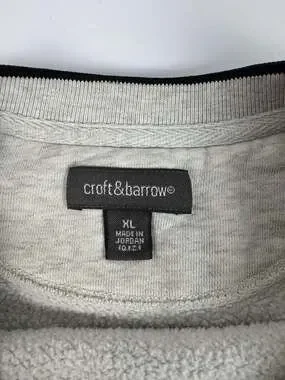 croft&barrow©
XL
MADE IN
JORDAN
(Q.I.Z.)